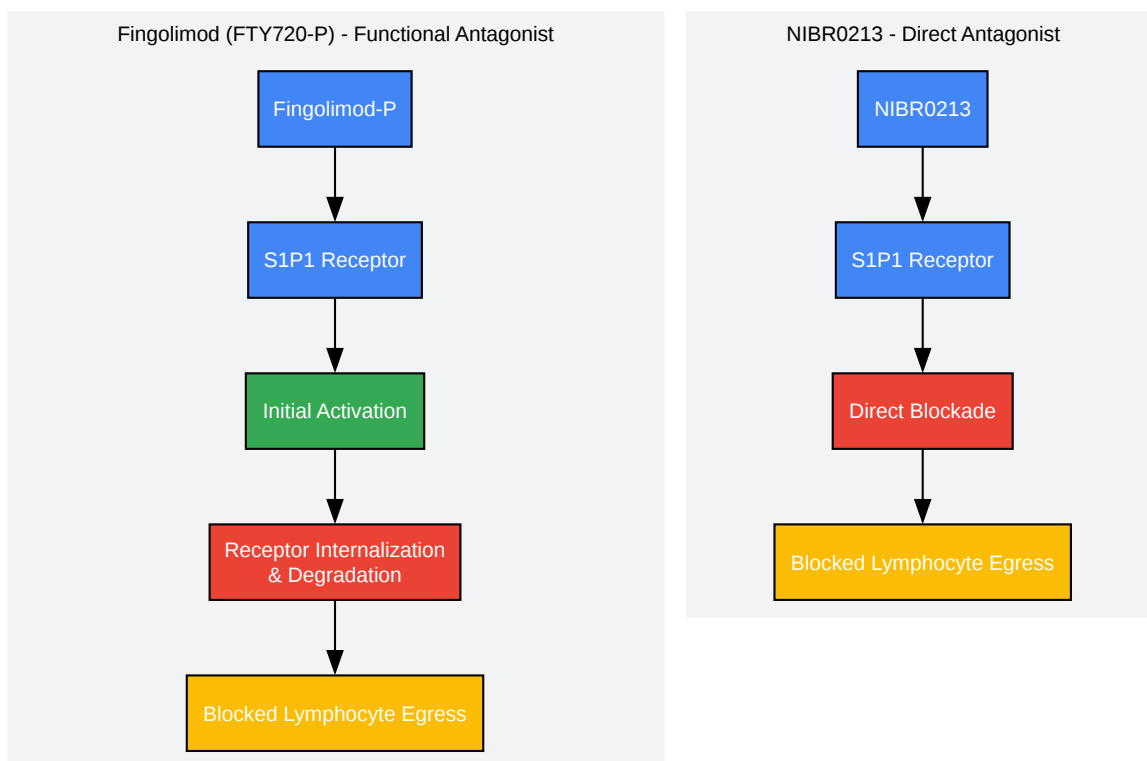 Fingolimod (FTY720-P) - Functional Antagonist
Fingolimod-P
S1P1 Receptor
Initial Activation
Receptor Internalization
& Degradation
Blocked Lymphocyte Egress
NIBR0213 - Direct Antagonist
NIBR0213
S1P1 Receptor
Direct Blockade
Blocked Lymphocyte Egress